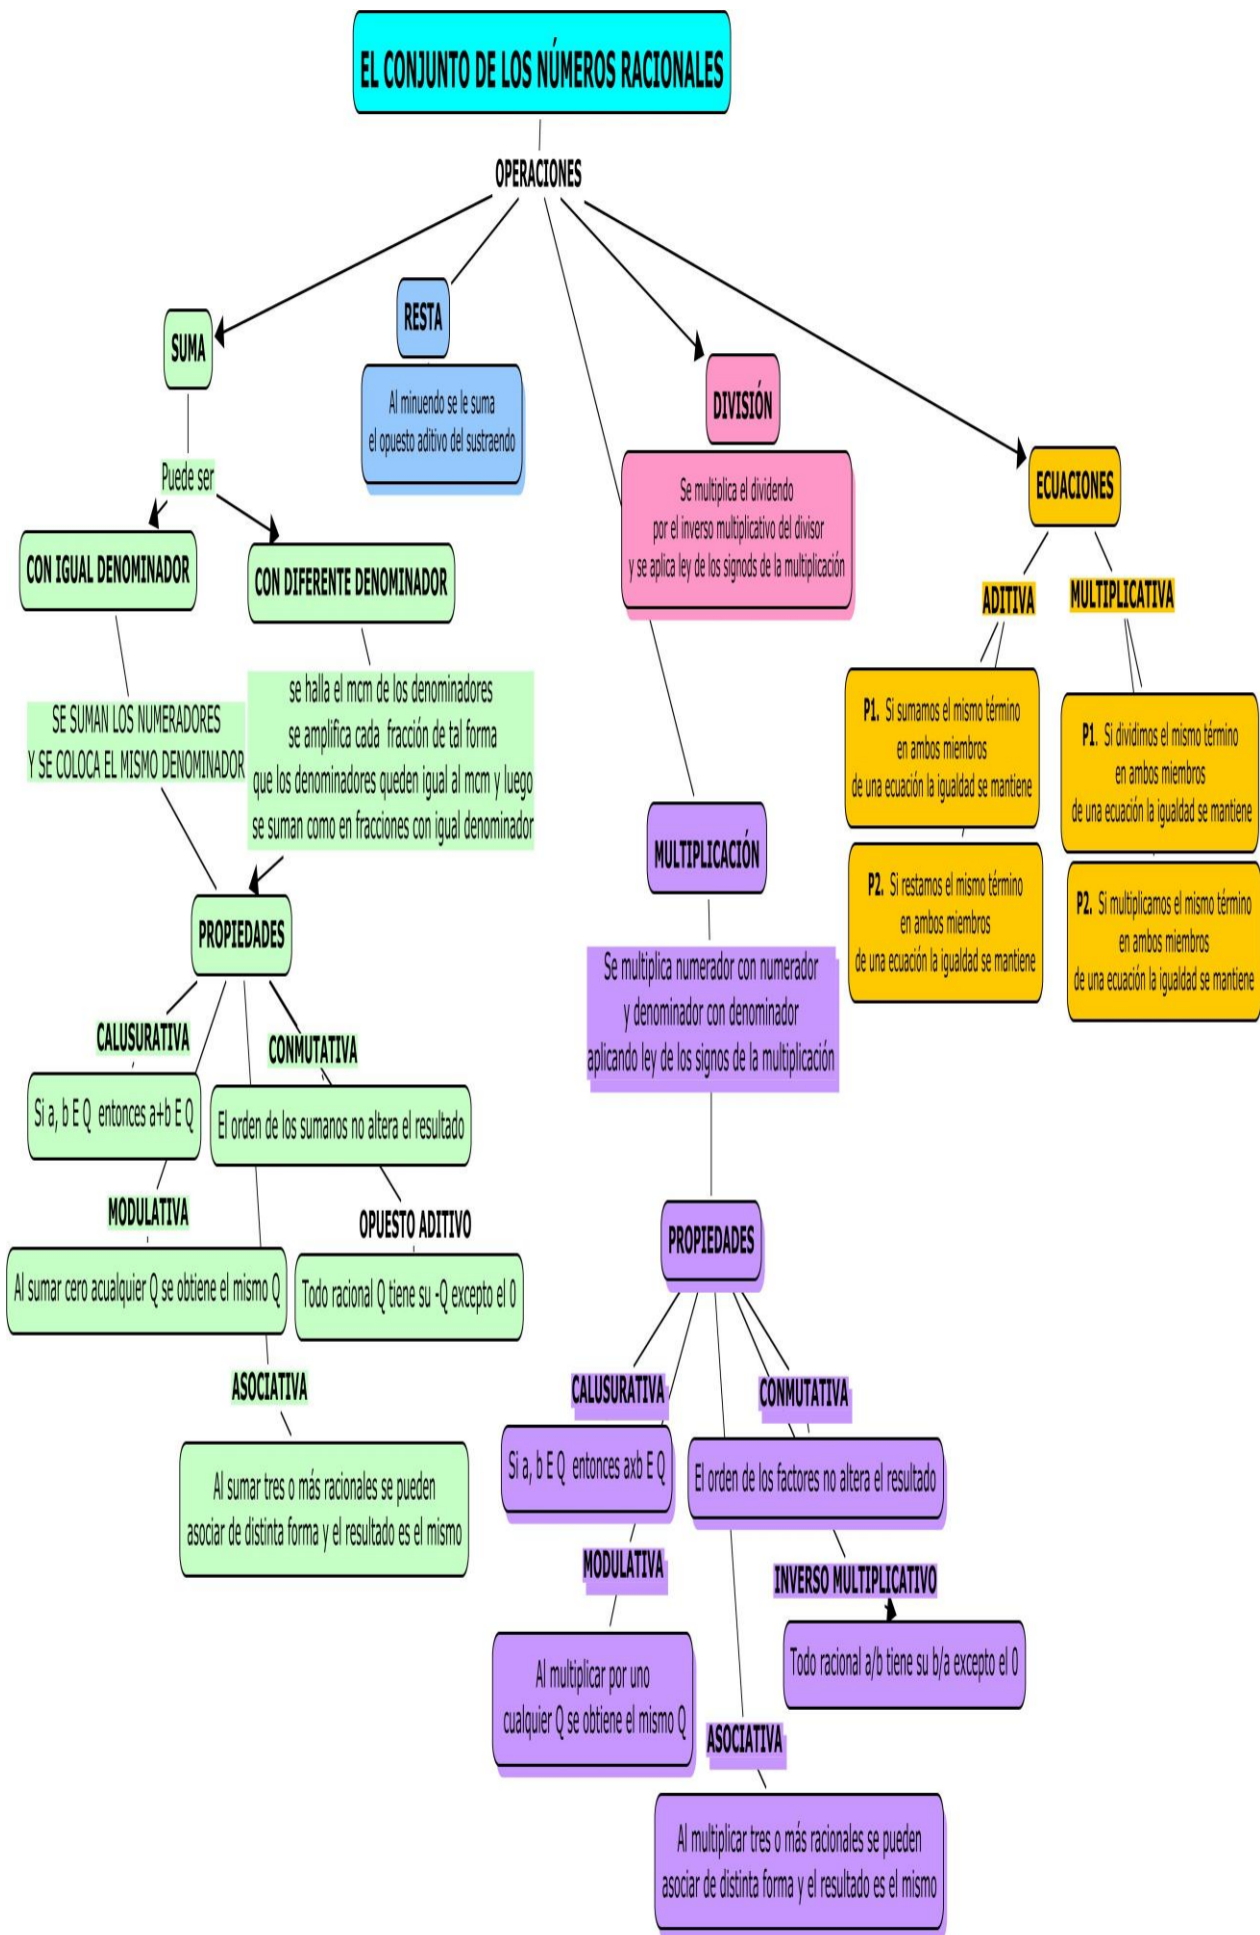 EL CONJUNTO DE LOS NÚMEROS RACIONALES
OPERACIONES
SUMA
Puede ser
CON IGUAL DENOMINADOR
SE SUMAN LOS NUMERADORES
Y SE COLOCA EL MISMO DENOMINADOR
CON DIFERENTE DENOMINADOR
se halla el mcm de los denominadores
se amplifica cada fracción de tal forma
que los denominadores queden igual al mcm y luego
se suman como en fracciones con igual denominador
PROPIEDADES
CALUSURATIVA
Si a, b E Q entonces a+b E Q
CONMUTATIVA
El orden de los sumanos no altera el resultado
MODULATIVA
Al sumar cero acualquier Q se obtiene el mismo Q
OPUESTO ADITIVO
Todo racional Q tiene su -Q excepto el 0
ASOCIATIVA
Al sumar tres o más racionales se pueden
asociar de distinta forma y el resultado es el mismo
RESTA
Al minuendo se le suma
el opuesto aditivo del sustraendo
DIVISIÓN
Se multiplica el dividendo
por el inverso multiplicativo del divisor
y se aplica ley de los signods de la multiplicación
MULTIPLICACIÓN
Se multiplica numerador con numerador
y denominador con denominador
aplicando ley de los signos de la multiplicación
PROPIEDADES
CALUSURATIVA
Si a, b E Q entonces axb E Q
CONMUTATIVA
El orden de los factores no altera el resultado
MODULATIVA
Al multiplicar por uno
cualquier Q se obtiene el mismo Q
INVERSO MULTIPLICATIVO
Todo racional a/b tiene su b/a excepto el 0
ASOCIATIVA
Al multiplicar tres o más racionales se pueden
asociar de distinta forma y el resultado es el mismo
ECUACIONES
ADITIVA
P1. Si sumamos el mismo término
en ambos miembros
de una ecuación la igualdad se mantiene
P2. Si restamos el mismo término
en ambos miembros
de una ecuación la igualdad se mantiene
MULTIPLICATIVA
P1. Si dividimos el mismo término
en ambos miembros
de una ecuación la igualdad se mantiene
P2. Si multiplicamos el mismo término
en ambos miembros
de una ecuación la igualdad se mantiene